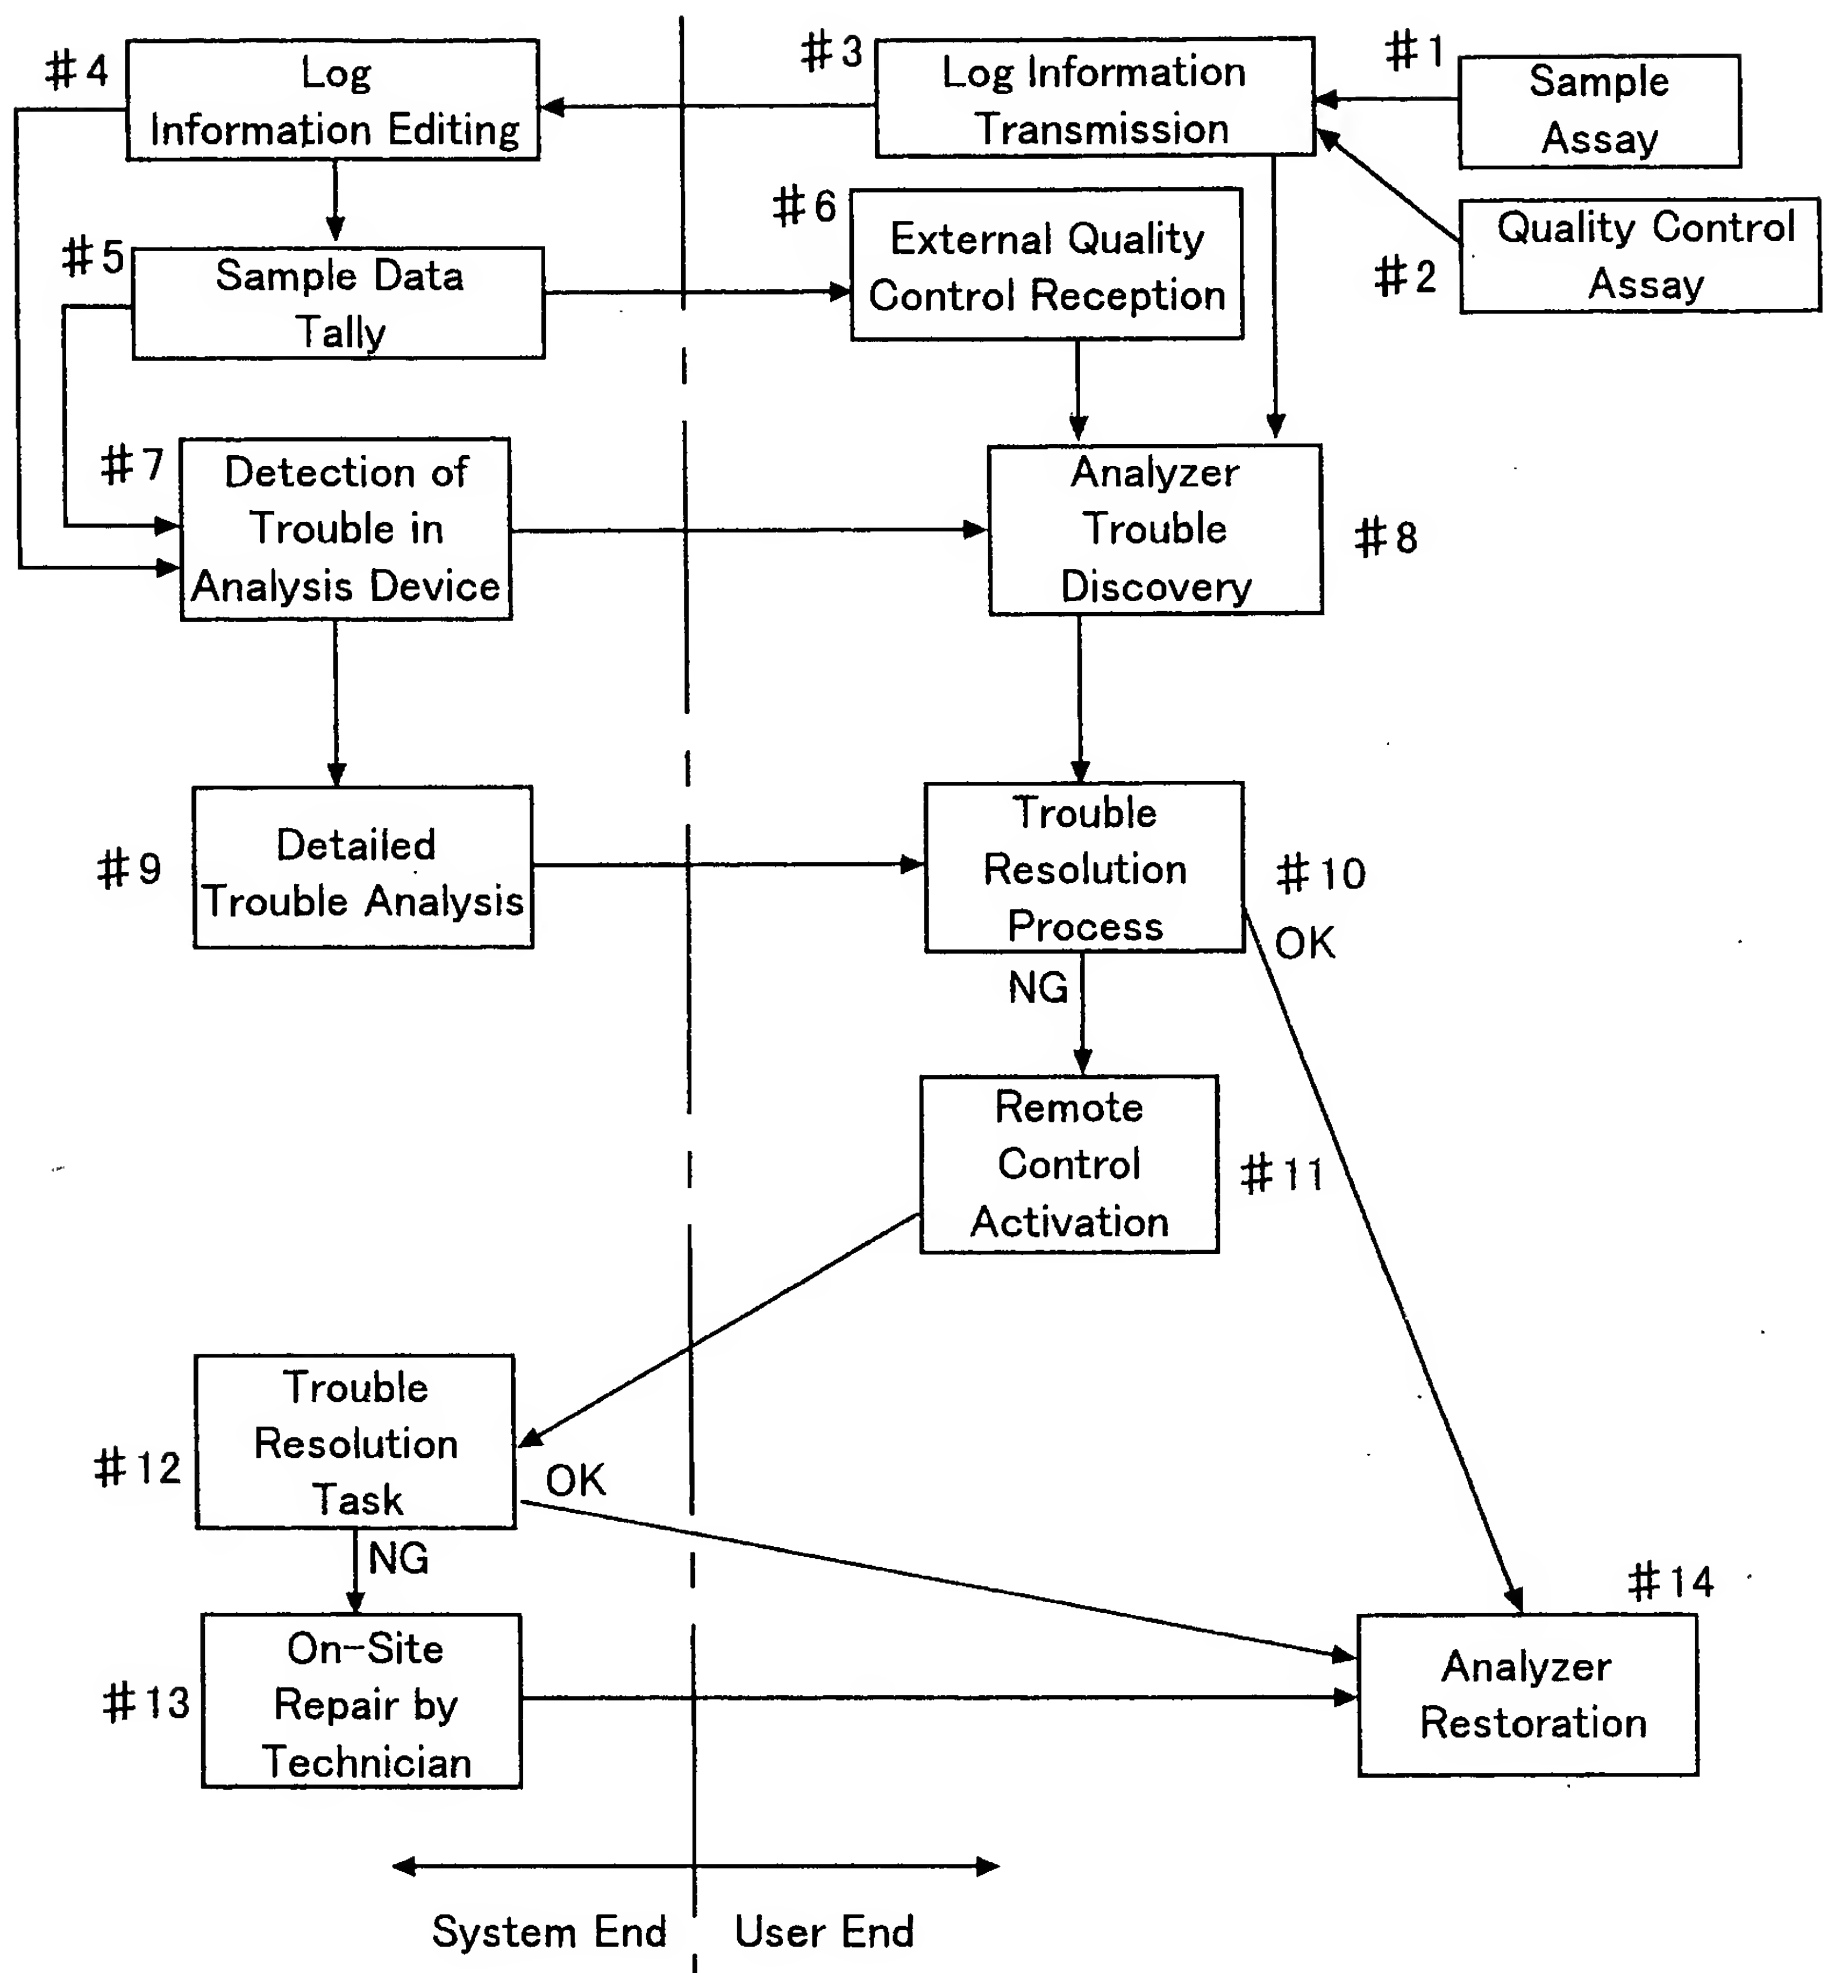 #4
Log
Information Editing
#3
Log Information
Transmission
#1
Sample
Assay
#2
Quality Control
Assay
#5
Sample Data
Tally
#6
External Quality
Control Reception
#7
Detection of
Trouble in
Analysis Device
Analyzer
Trouble
Discovery
#8
#9
Detailed
Trouble Analysis
Trouble
Resolution
Process
#10
OK
NG
Remote
Control
Activation
#11
#12
Trouble
Resolution
Task
OK
NG
#13
On-Site
Repair by
Technician
#14
Analyzer
Restoration
System End
User End